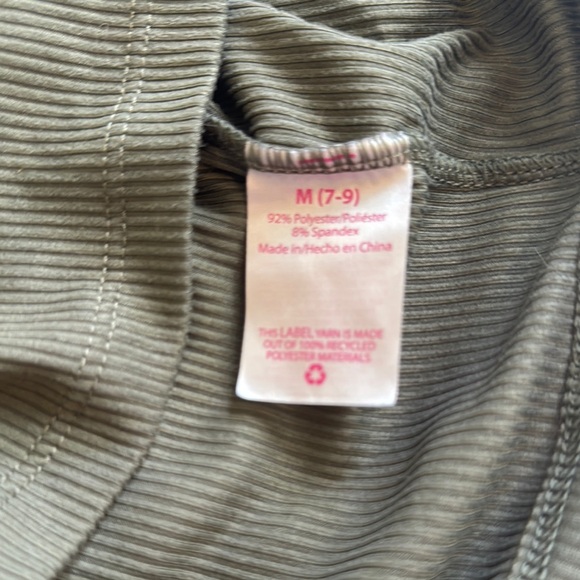 M (7-9)
92% Polyester/Poliéster
8% Spandex
Made in/Hecho en China
THIS LABEL YARN IS MADE
OUT OF 100% RECYCLED
POLYESTER MATERIALS